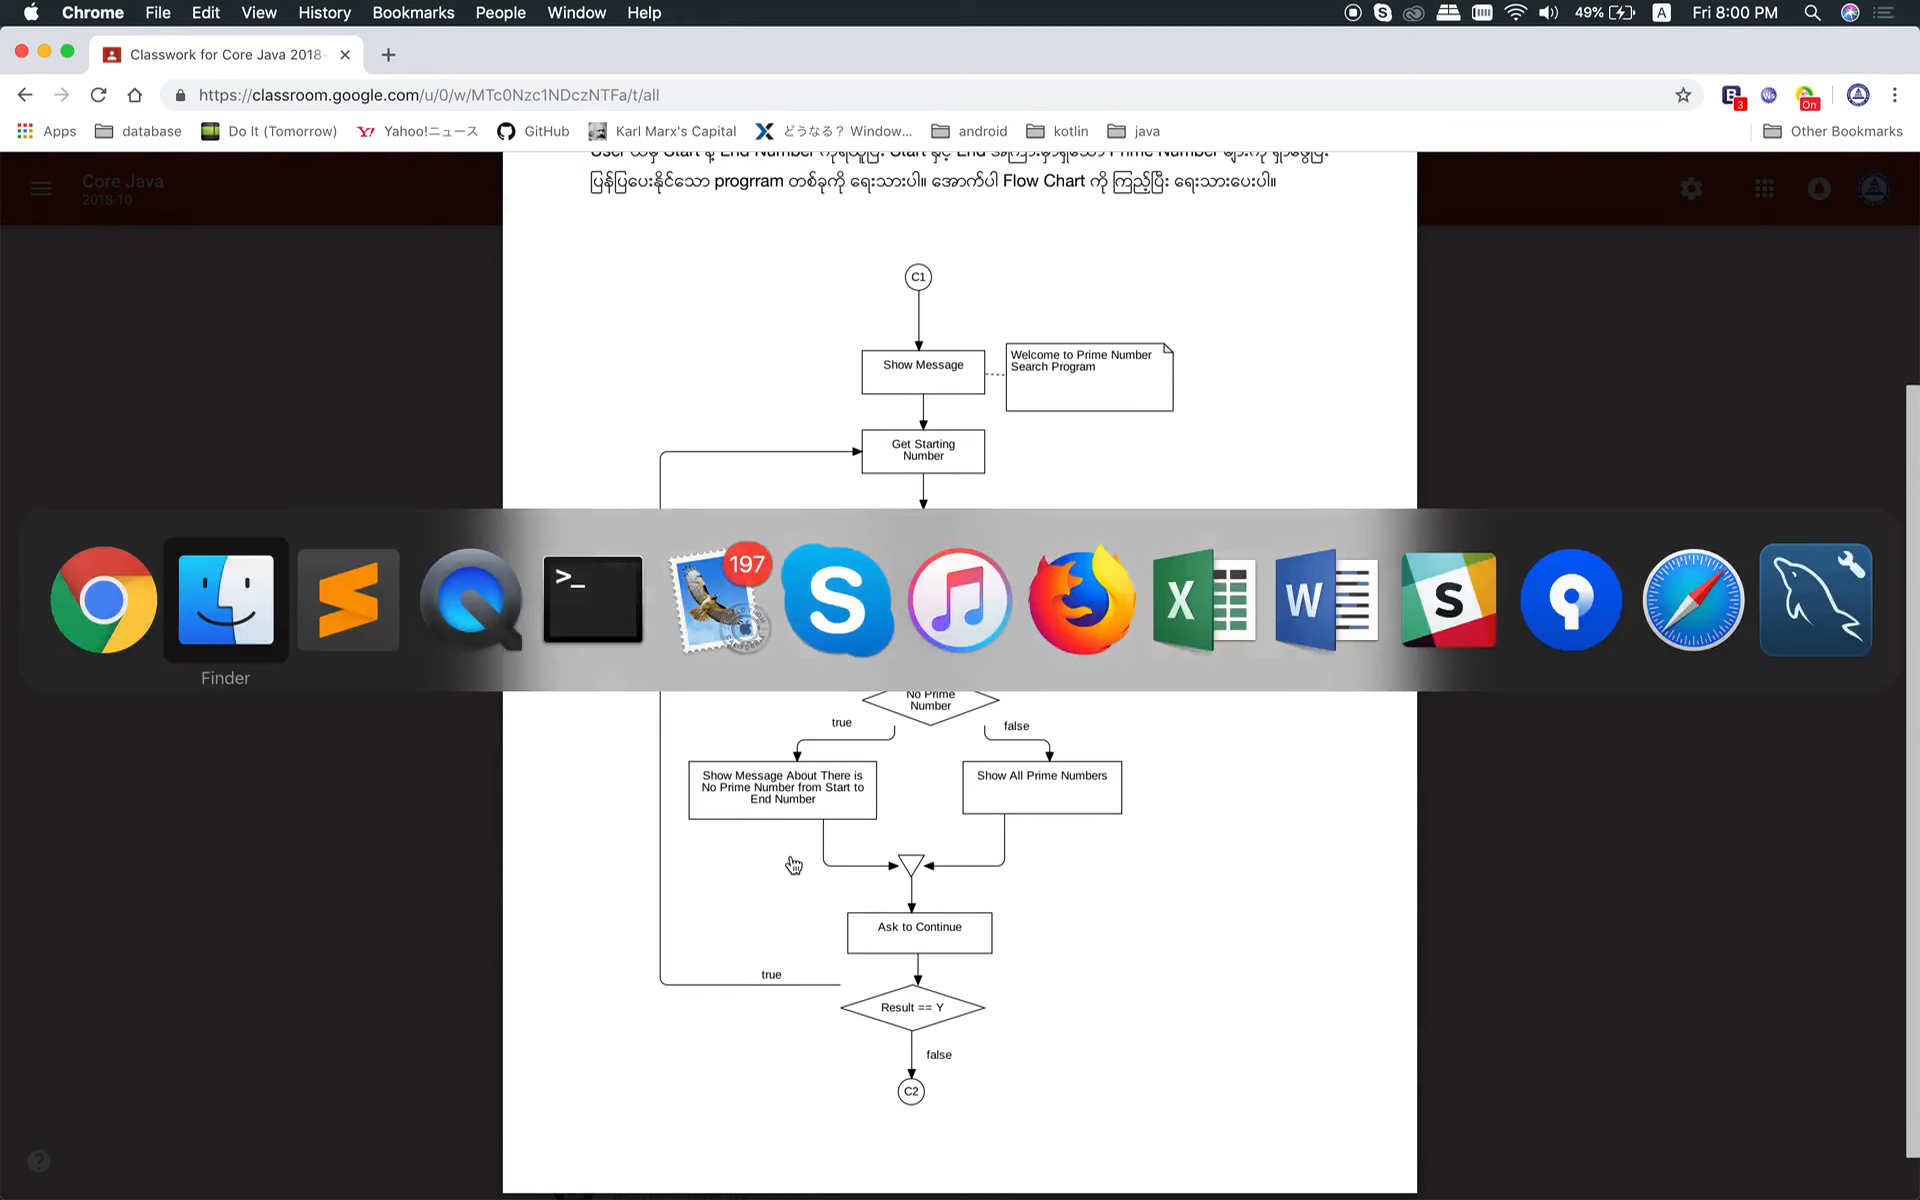 Chrome File Edit View History Bookmarks People Window Help
49% A Fri 8:00 PM
Classwork for Core Java 2018-
https://classroom.google.com/u/0/w/MTc0Nzc1NDczNTFa/t/all
3
On
Apps database Do It (Tomorrow) Yahoo!ニュース GitHub Karl Marx's Capital どうなる? Window... android kotlin java Other Bookmarks
User ထံမှ Start နဲ့ End Number ကိုရယူပြီး Start နှင့် End အကြားမှာရှိသော Prime Number များကို ရှာဖွေပြီး
Core Java
2018-10
ပြန်ပြပေးနိုင်သော progrram တစ်ခုကို ရေးသားပါ။ အောက်ပါ Flow Chart ကို ကြည့်ပြီး ရေးသားပေးပါ။
C1
Show Message
Welcome to Prime Number
Search Program
Get Starting
Number
>_
197
S
X
W
S
Finder
No Prime
Number
true
false
Show Message About There is
No Prime Number from Start to
End Number
Show All Prime Numbers
Ask to Continue
true
Result == Y
false
C2
?